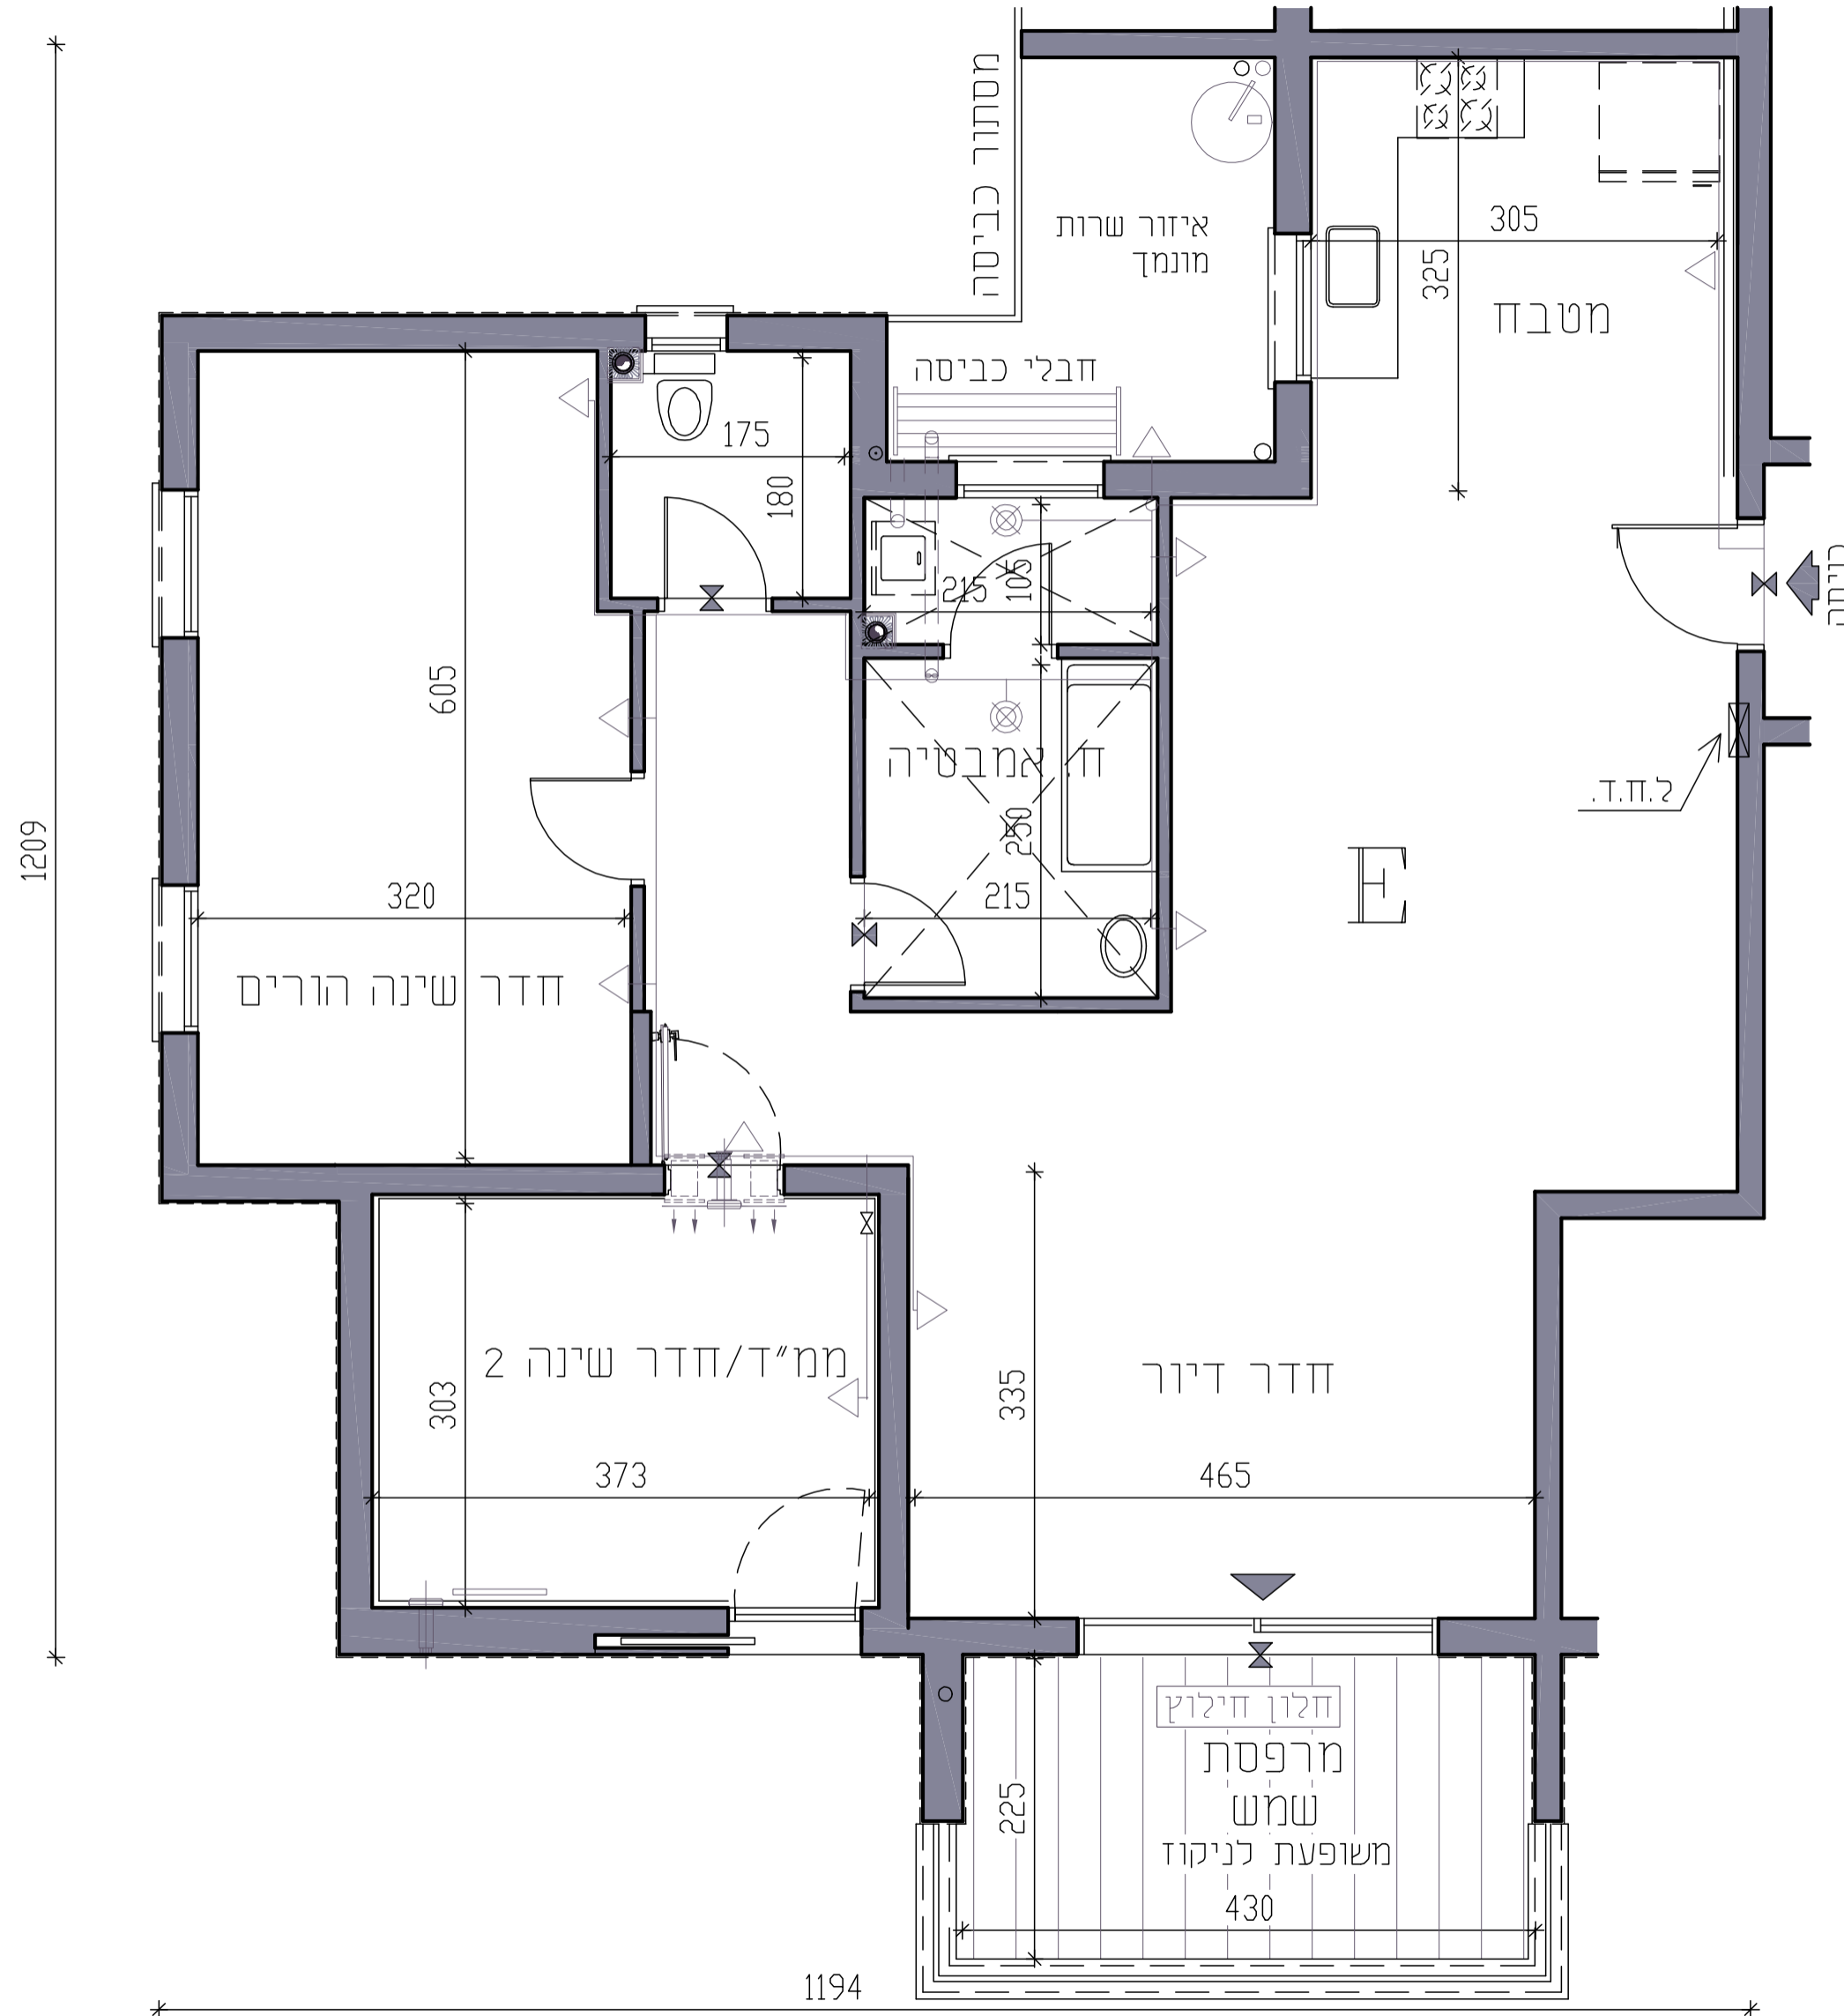 מסתור כביסה
איזור שרות
מונמך
305
325
מטבח
חבלי כביסה
175
180
215
105
כניסה
605
ח. אמבטיה
250
ל.ח.ד.
1209
E
320
215
חדר שינה הורים
ממ"ד/חדר שינה 2
303
373
335
חדר דיור
465
חלון חילוץ
מרפסת
שמש
משופעת לניקוז
225
430
1194